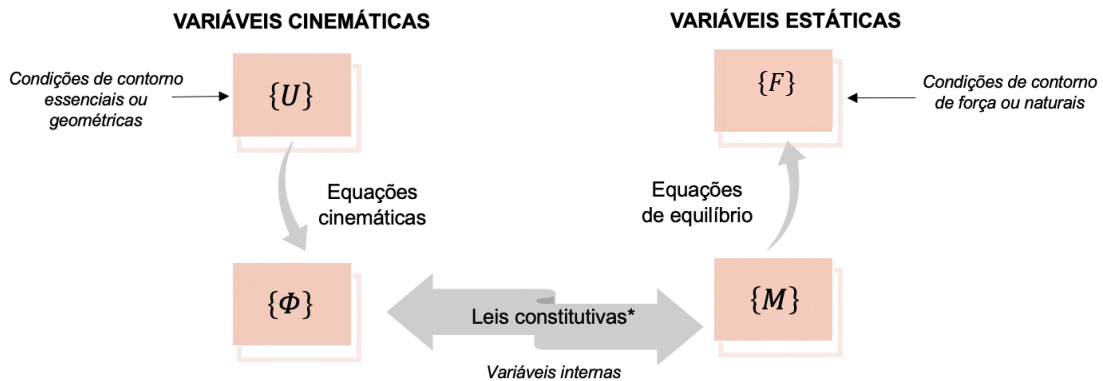 VARIÁVEIS CINEMÁTICAS
VARIÁVEIS ESTÁTICAS
Condições de contorno
essenciais ou
geométricas
{U}
{F}
Condições de contorno
de força ou naturais
Equações
cinemáticas
Equações
de equilíbrio
{Φ}
Leis constitutivas*
{M}
Variáveis internas